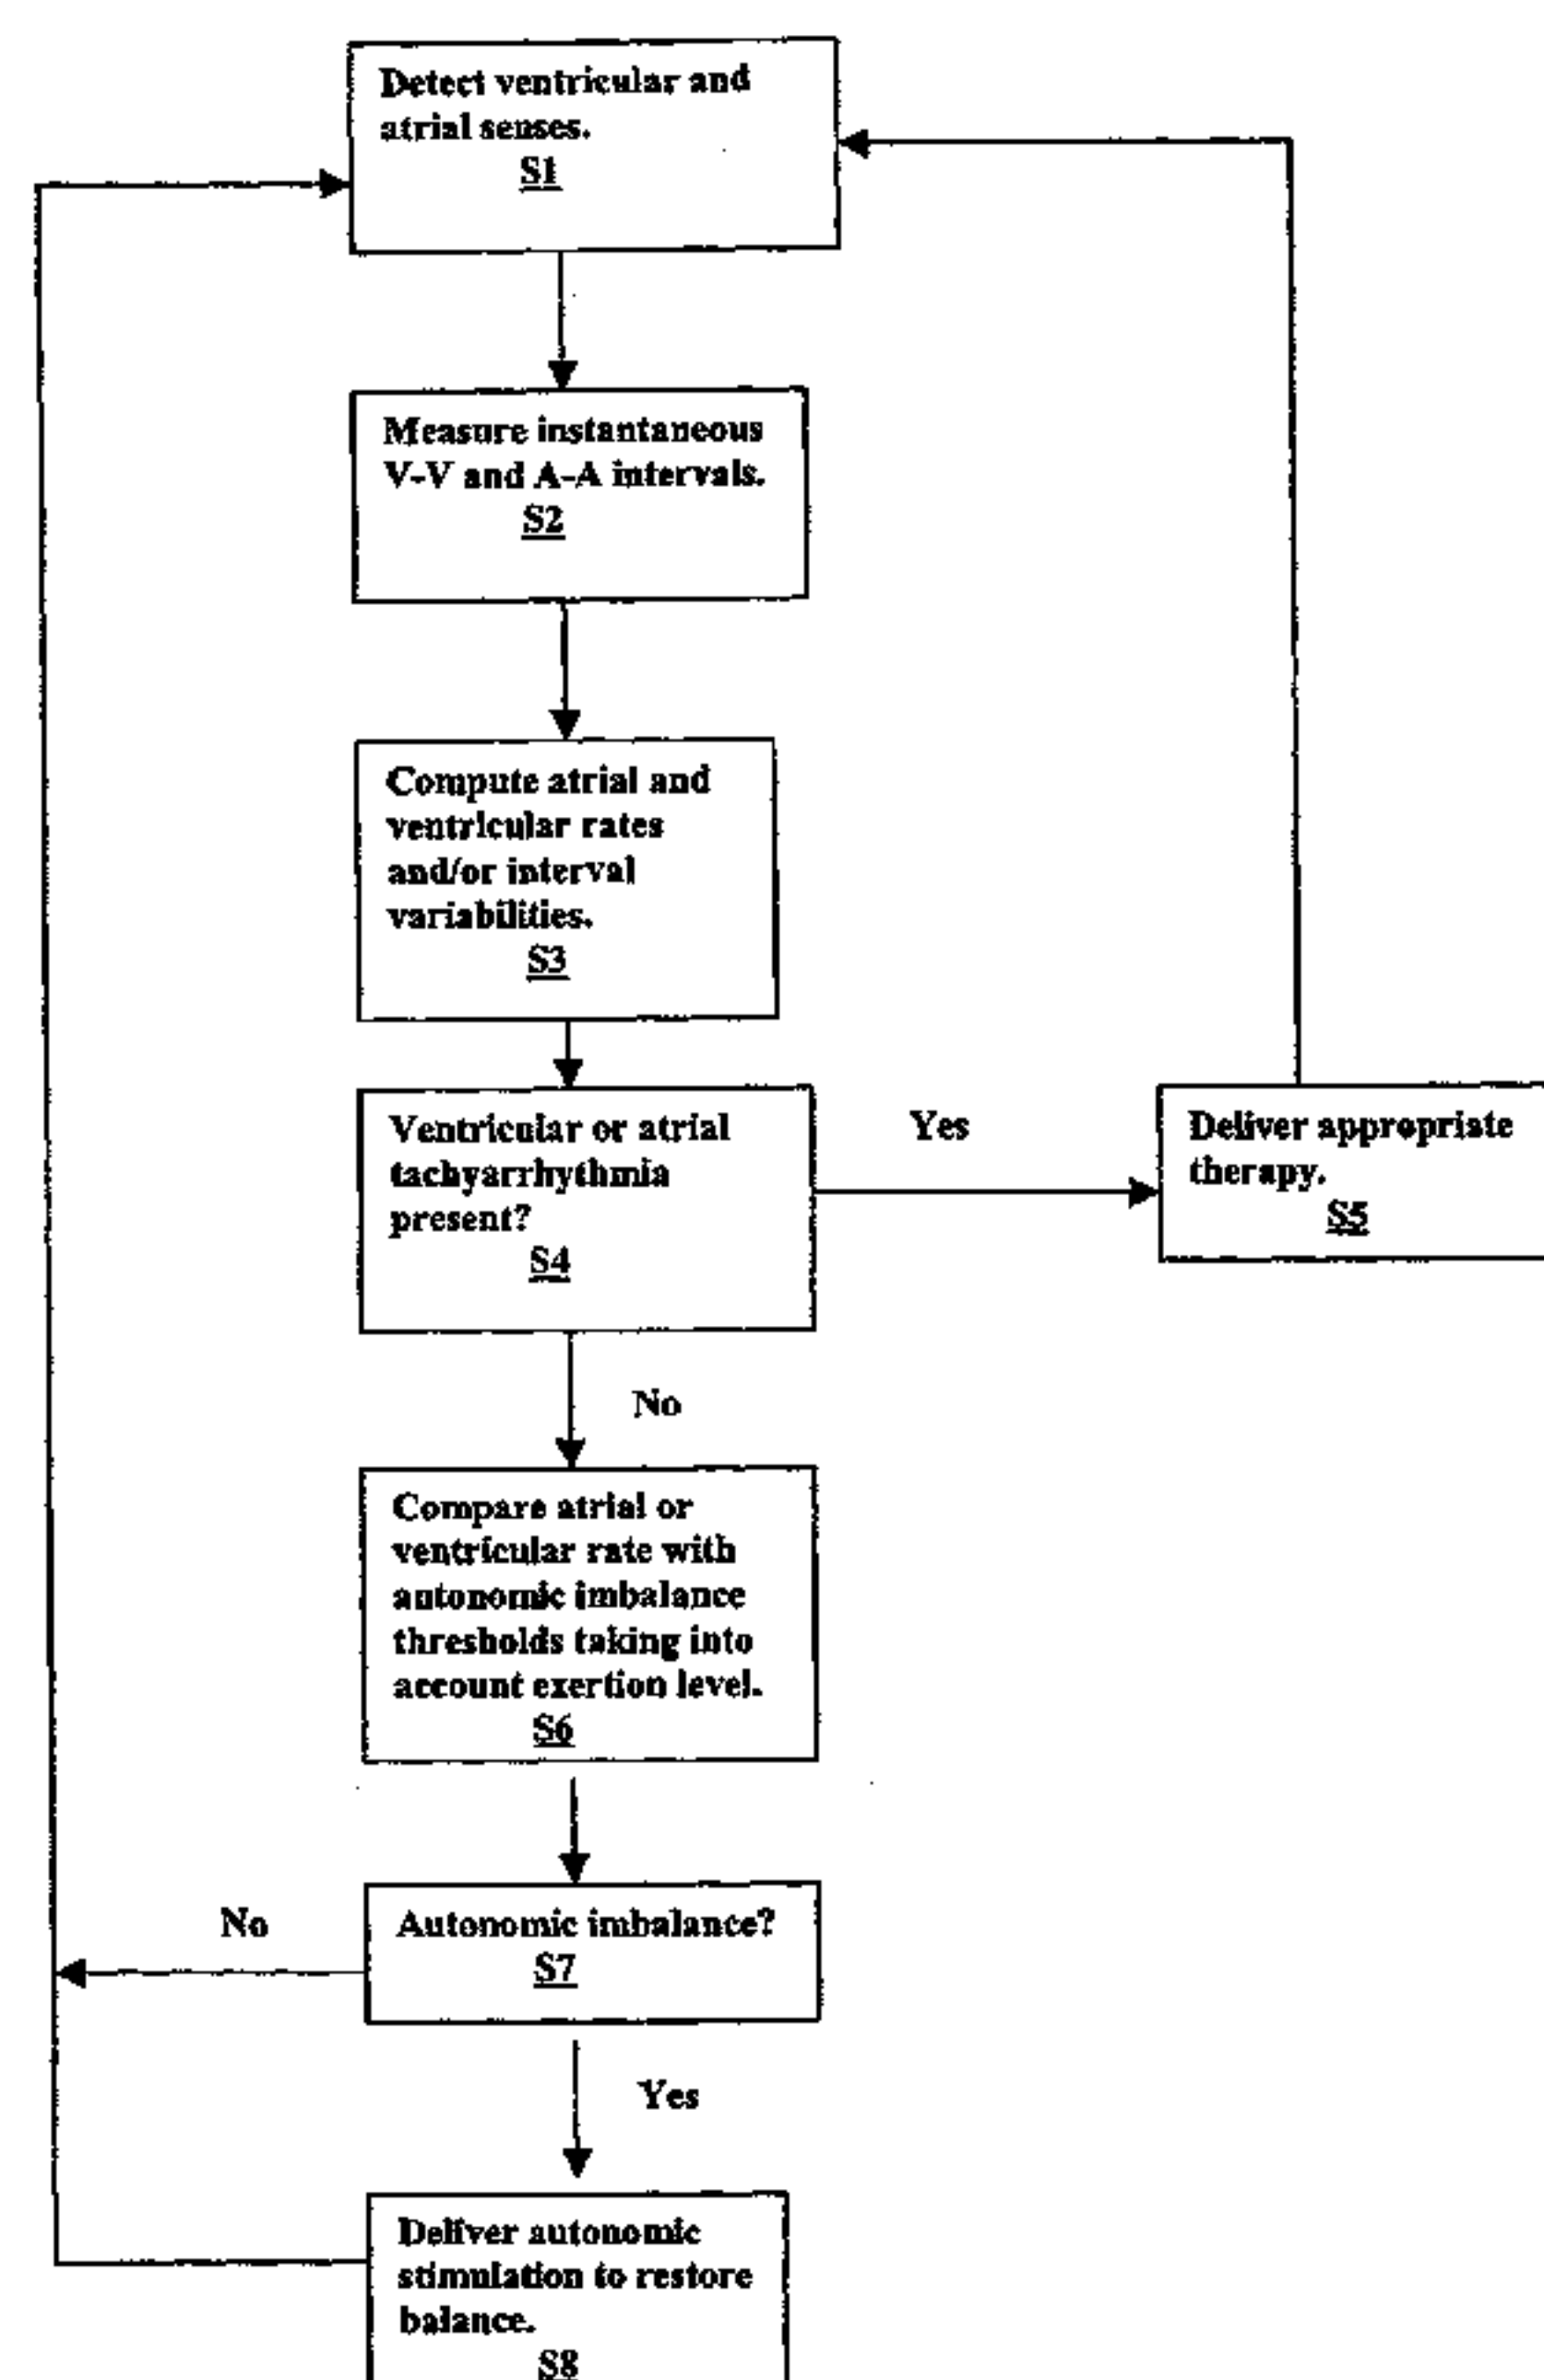 Detect ventricular and
atrial senses.
S1
Measure instantaneous
V-V and A-A intervals.
S2
Compute atrial and
ventricular rates
and/or interval
variabilities.
S3
Ventricular or atrial
tachyarrhythmia
present?
S4
Yes
Deliver appropriate
therapy.
S5
No
Compare atrial or
ventricular rate with
autonomic imbalance
thresholds taking into
account exertion level.
S6
No
Autonomic imbalance?
S7
Yes
Deliver autonomic
stimulation to restore
balance.
S8